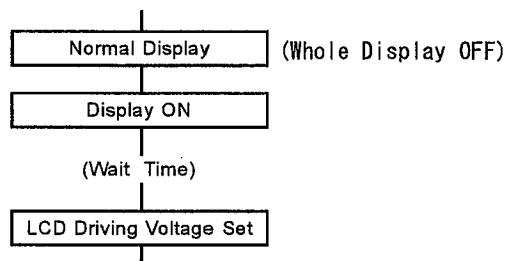 Normal Display (Whole Display OFF)
Display ON
(Wait Time)
LCD Driving Voltage Set